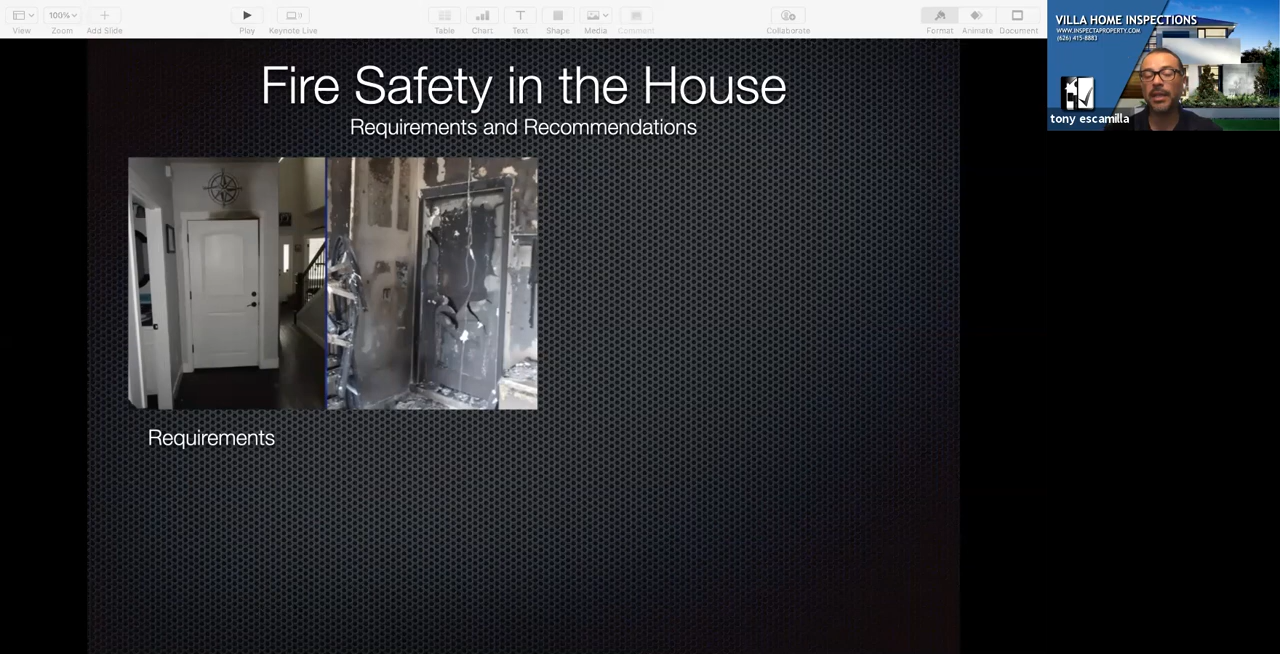 100%
View
Zoom
Add Slide
Play
Keynote Live
Table
Chart
Text
Shape
Media
Comment
Collaborate
Format
Animate
Document
VILLA HOME INSPECTIONS
WWW.INSPECTAPROPERTY.COM
(626) 415-8883
tony escamilla
Fire Safety in the House
Requirements and Recommendations
Requirements